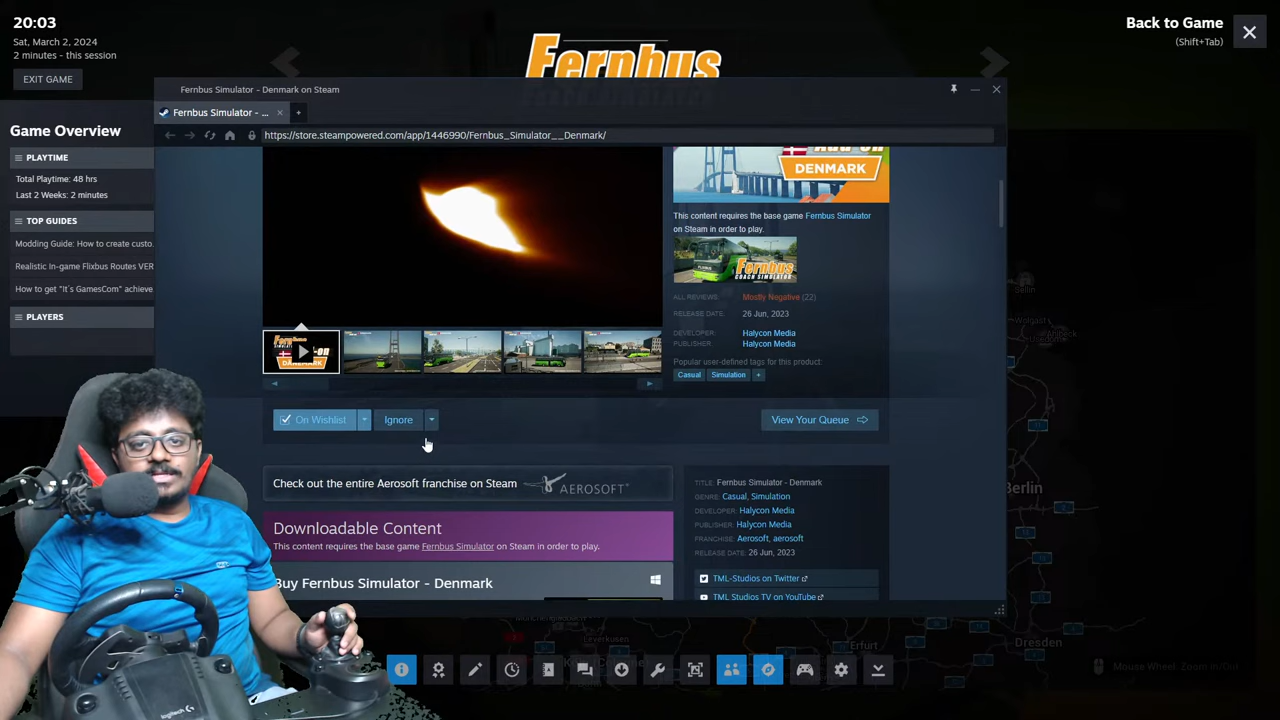 20:03
Sat, March 2, 2024
2 minutes - this session
EXIT GAME
Fernbus
Back to Game
(Shift+Tab)
Fernbus Simulator - Denmark on Steam
Fernbus Simulator - ...
https://store.steampowered.com/app/1446990/Fernbus_Simulator__Denmark/
Game Overview
PLAYTIME
Total Playtime: 48 hrs
Last 2 Weeks: 2 minutes
TOP GUIDES
Modding Guide: How to create custo.
Realistic In-game Flixbus Routes VER
How to get "It`s GamesCom" achieve
PLAYERS
Add-on
DENMARK
This content requires the base game Fernbus Simulator
on Steam in order to play.
Fernbus
COACH SIMULATOR
ALL REVIEWS: Mostly Negative (22)
RELEASE DATE: 26 Jun, 2023
DEVELOPER: Halycon Media
PUBLISHER: Halycon Media
Popular user-defined tags for this product:
Casual Simulation +
On Wishlist
Ignore
View Your Queue
Check out the entire Aerosoft franchise on Steam
AEROSOFT
Downloadable Content
This content requires the base game Fernbus Simulator on Steam in order to play.
Buy Fernbus Simulator - Denmark
TITLE: Fernbus Simulator - Denmark
GENRE: Casual, Simulation
DEVELOPER: Halycon Media
PUBLISHER: Halycon Media
FRANCHISE: Aerosoft, aerosoft
RELEASE DATE: 26 Jun, 2023
TML-Studios on Twitter
TML Studios TV on YouTube
Berlin
Leverkusen
Erfurt
Dresden
Mouse Wheel: Zoom In/Out
logitech